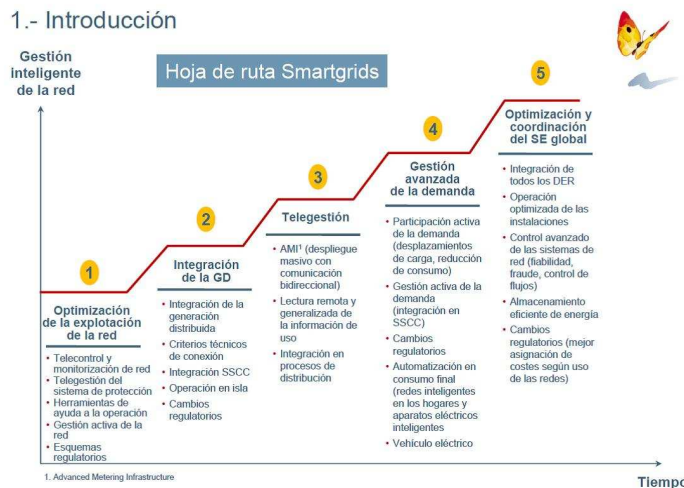 1.- Introducción
Gestión
inteligente
de la red
Hoja de ruta Smartgrids
1
Optimización
de la explotación
de la red
• Telecontrol y
monitorización de red
• Telegestión del
sistema de protección
• Herramientas de
ayuda a la operación
• Gestión activa de la
red
• Esquemas
regulatorios
2
Integración
de la GD
• Integración de la
generación
distribuida
• Criterios técnicos
de conexión
• Integración SSCC
• Operación en isla
• Cambios
regulatorios
3
Telegestión
• AMI¹ (despliegue
masivo con
comunicación
bidireccional)
• Lectura remota y
generalizada de
la información de
uso
• Integración en
procesos de
distribución
4
Gestión
avanzada
de la demanda
• Participación activa
de la demanda
(desplazamientos
de carga, reducción
de consumo)
• Gestión activa de la
demanda
(integración en
SSCC)
• Cambios
regulatorios
• Automatización en
consumo final
(redes inteligentes
en los hogares y
aparatos eléctricos
inteligentes
• Vehículo eléctrico
5
Optimización y
coordinación
del SE global
• Integración de
todos los DER
• Operación
optimizada de las
instalaciones
• Control avanzado
de las sistemas de
red (fiabilidad,
fraude, control de
flujos)
• Almacenamiento
eficiente de energía
• Cambios
regulatorios (mejor
asignación de
costes según uso
de las redes)
1. Advanced Metering Infrastructure
Tiempo